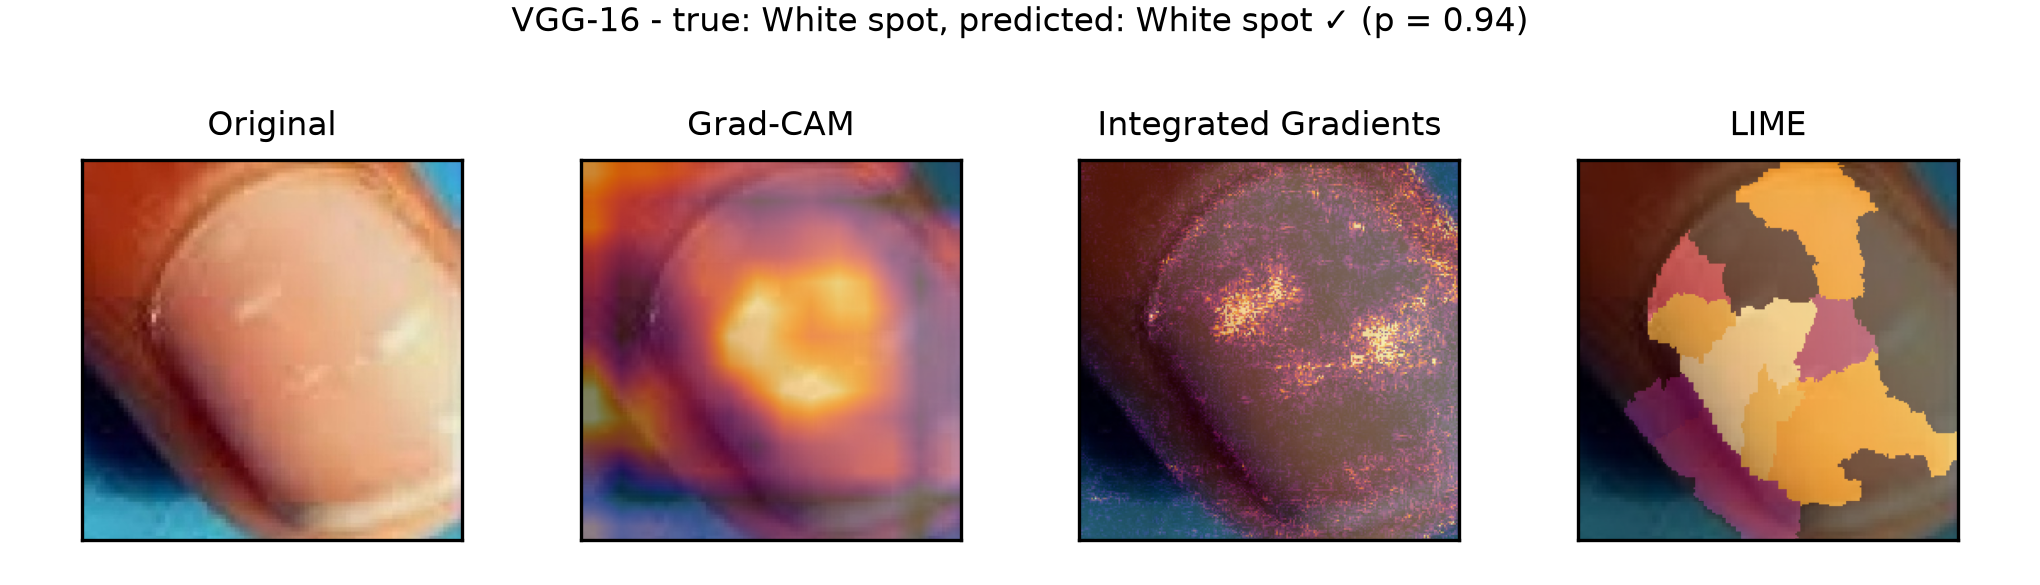 VGG-16 - true: White spot, predicted: White spot ✓ (p = 0.94)
Original
Grad-CAM
Integrated Gradients
LIME